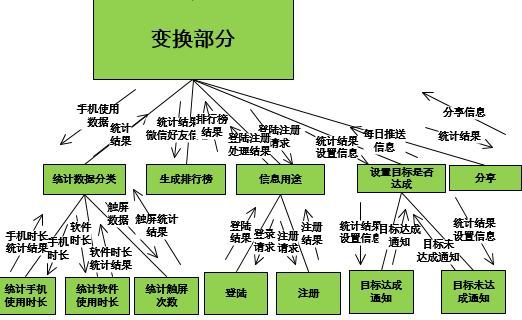 变换部分
手机使用
数据
统计
结果
统计结果
微信好友信
排行榜
结果
登陆注册
处理结果
登陆注册
请求
统计结果
设置信息
每日推送
信息
分享信息
统计结果
统计数据分类
生成排行榜
信息用途
设置目标是否
达成
分享
手机时长
统计结果
手机
时长
软件
时长
软件时长
统计结果
触屏
数据
触屏统计
结果
登陆
结果
登录
请求
注册
请求
注册
结果
统计结果
设置信息
目标达成
通知
目标未
达成通知
统计结果
设置信息
统计手机
使用时长
统计软件
使用时长
统计触屏
次数
登陆
注册
目标达成
通知
目标未达
成通知